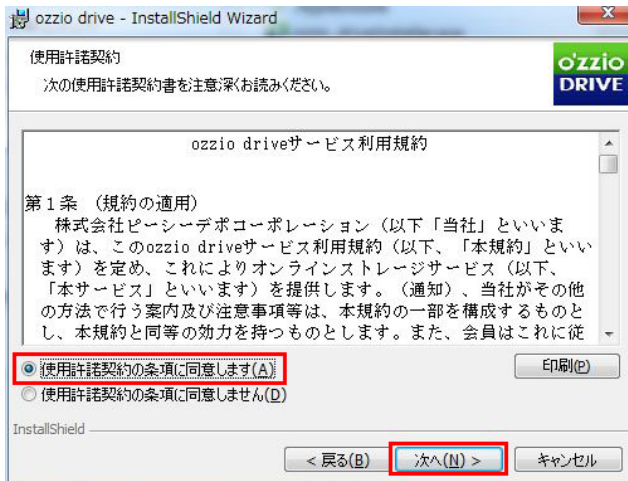 ozzio drive - InstallShield Wizard
使用許諾契約
次の使用許諾契約書を注意深くお読みください。
o'zzio
DRIVE
ozzio driveサービス利用規約
第１条　（規約の適用）
株式会社ピーシーデポコーポレーション（以下「当社」といいま
す）は、このozzio driveサービス利用規約（以下、「本規約」といい
ます）を定め、これによりオンラインストレージサービス（以下、
「本サービス」といいます）を提供します。（通知）、当社がその他
の方法で行う案内及び注意事項等は、本規約の一部を構成するものと
し、本規約と同等の効力を持つものとします。また、会員はこれに従
使用許諾契約の条項に同意します(A)
印刷(P)
使用許諾契約の条項に同意しません(D)
InstallShield
< 戻る(B)
次へ(N) >
キャンセル